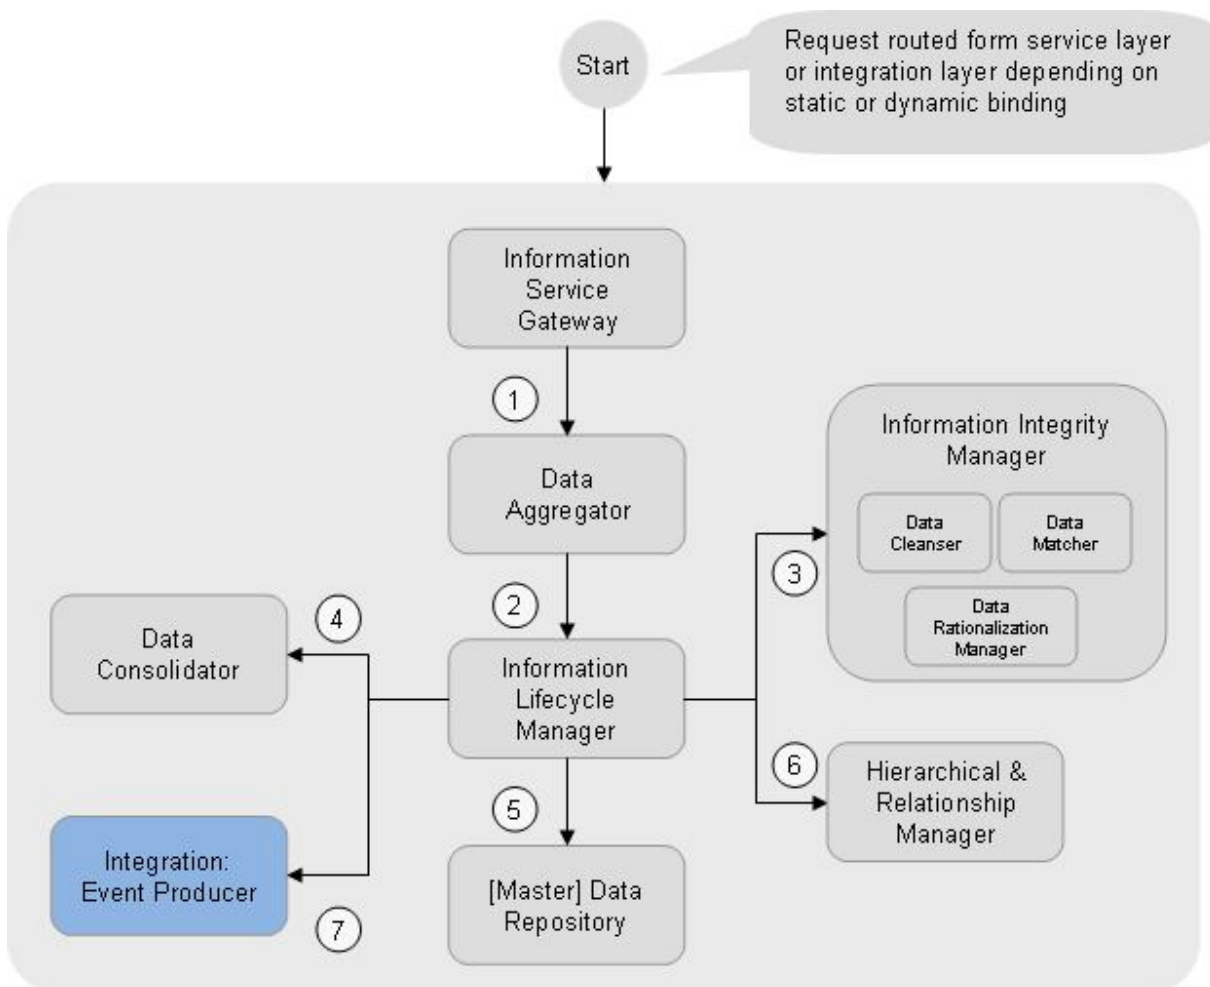 Start
Request routed form service layer
or integration layer depending on
static or dynamic binding
Information
Service
Gateway
1
Data
Aggregator
2
Information
Lifecycle
Manager
3
Information Integrity
Manager
Data
Cleanser
Data
Matcher
Data
Rationalization
Manager
4
Data
Consolidator
5
[Master] Data
Repository
6
Hierarchical &
Relationship
Manager
Integration:
Event Producer
7